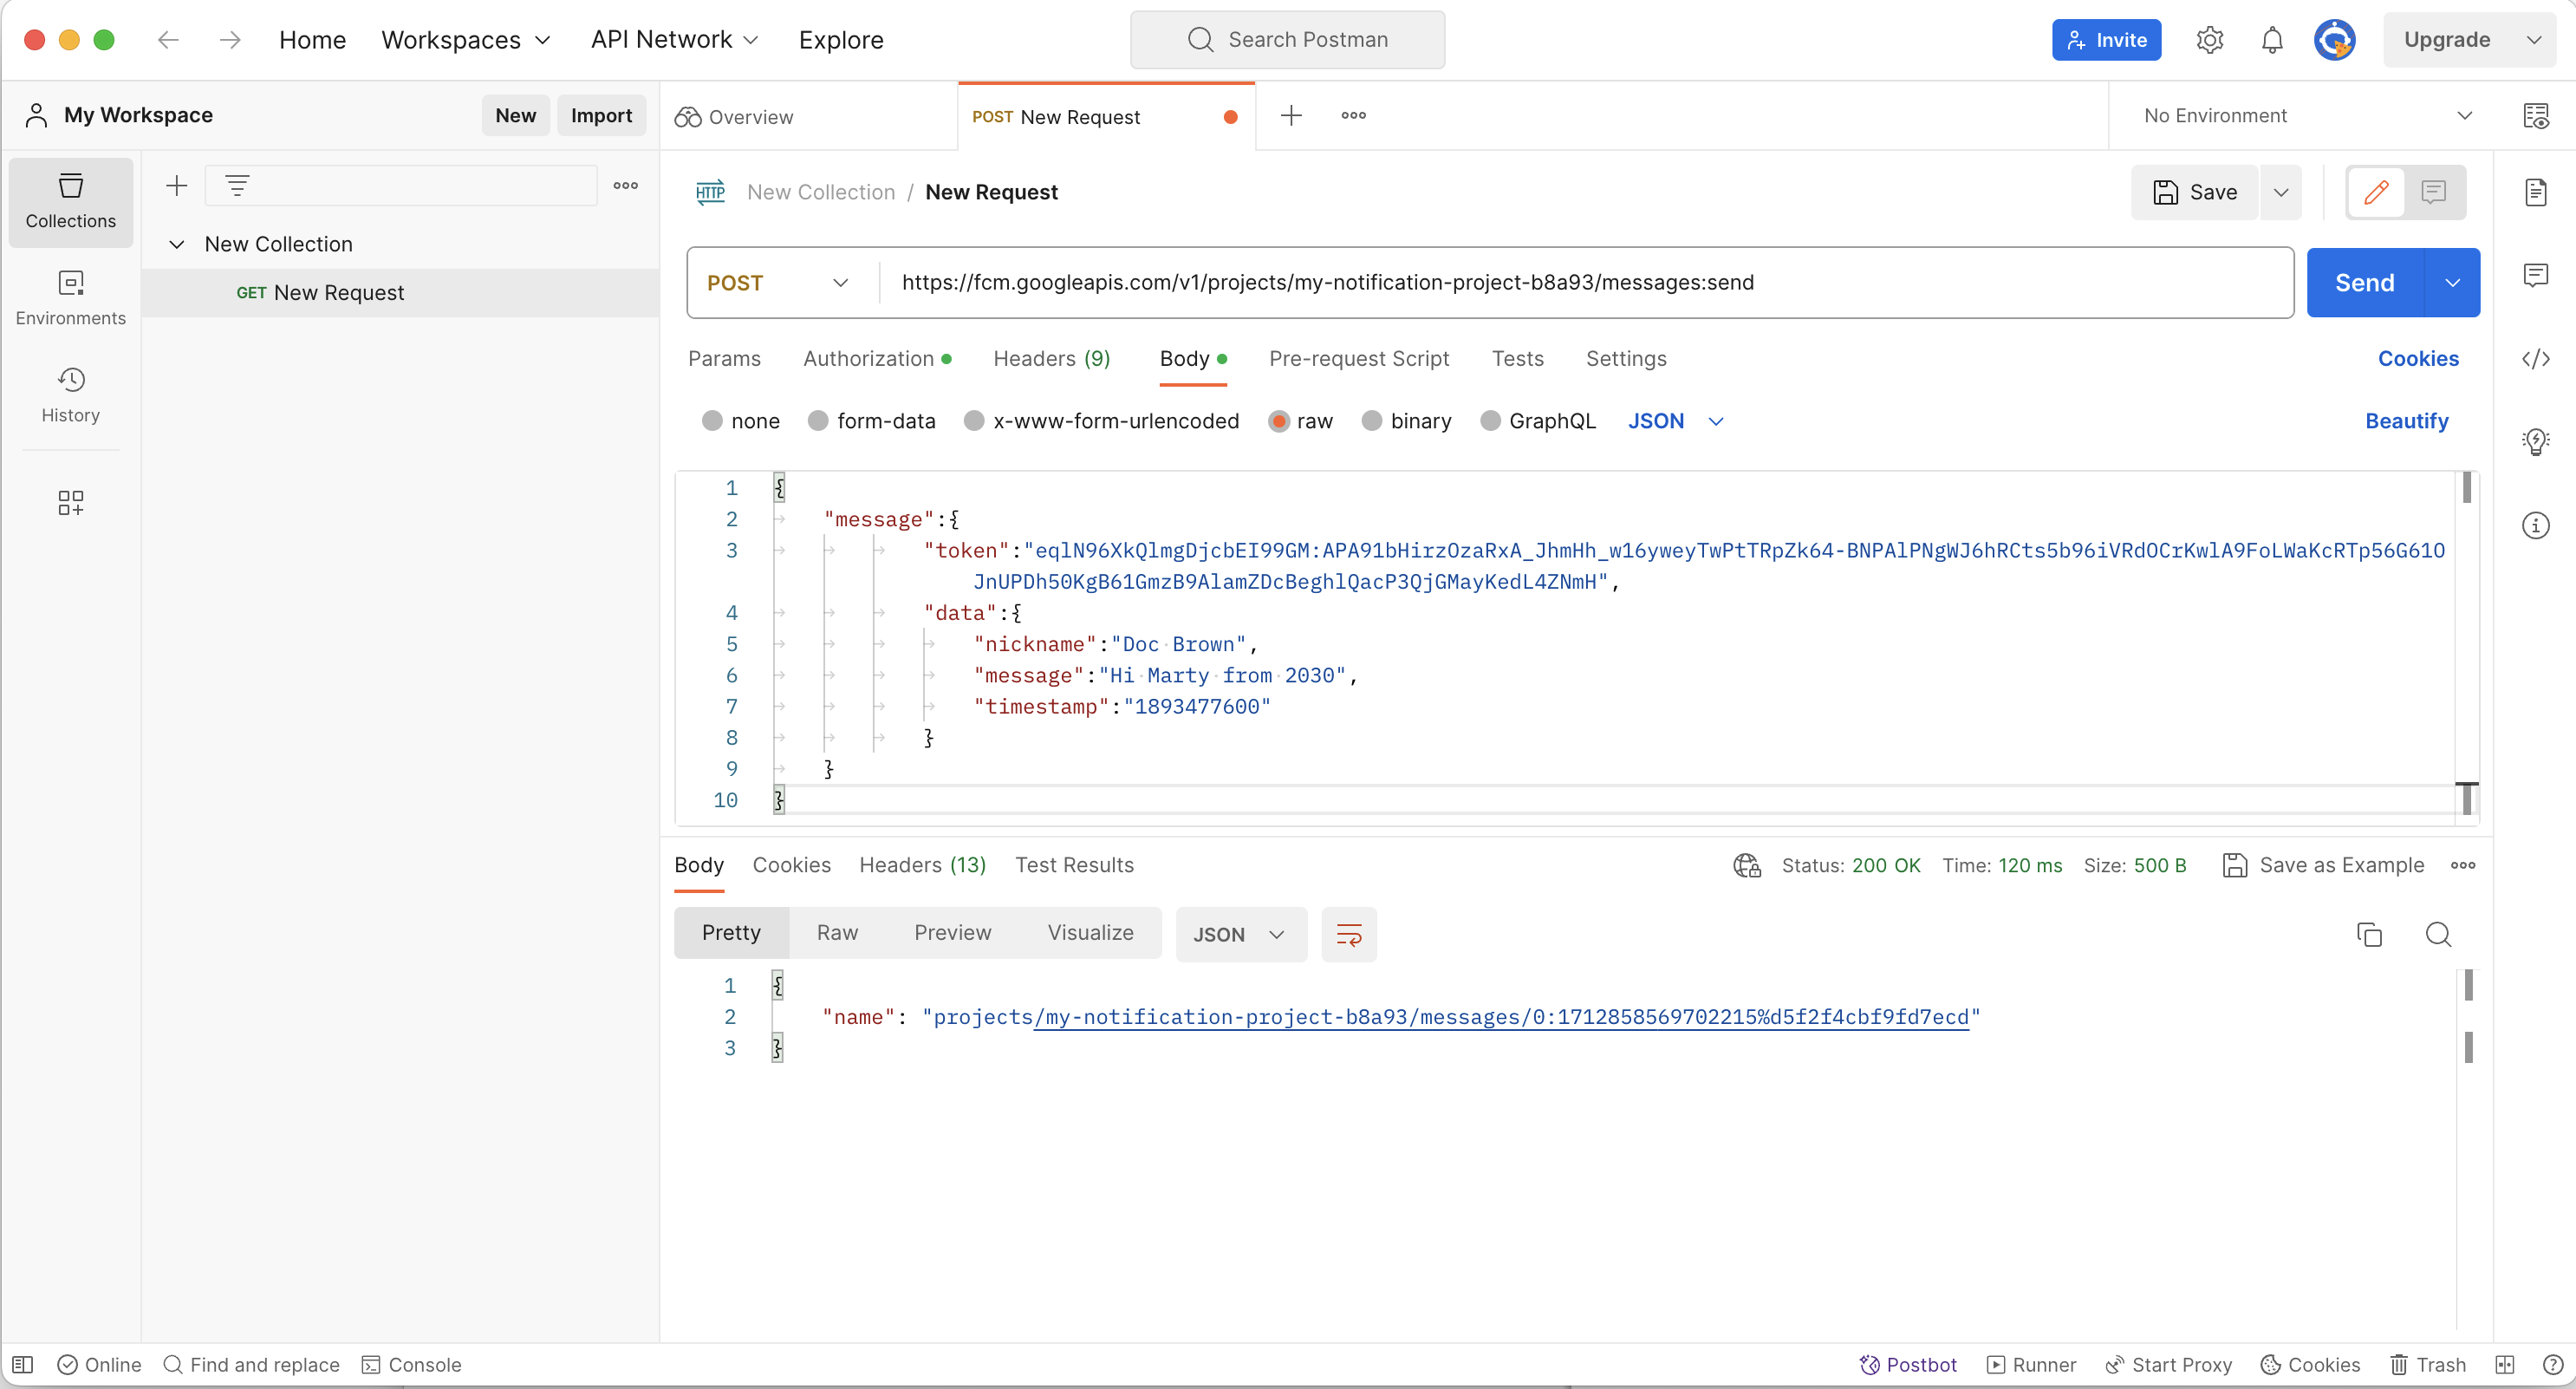 Home Workspaces API Network Explore Search Postman Invite Upgrade
My Workspace New Import Overview POST New Request No Environment
Collections
Environments
History
New Collection
GET New Request
HTTP New Collection / New Request Save
POST https://fcm.googleapis.com/v1/projects/my-notification-project-b8a93/messages:send Send
Params Authorization Headers (9) Body Pre-request Script Tests Settings Cookies
none form-data x-www-form-urlencoded raw binary GraphQL JSON Beautify
1 {
2 "message":{
3 "token":"eqlN96XkQlmgDjcbEI99GM:APA91bHirzOzaRxA_JhmHh_w16yweyTwPtTRpZk64-BNPAlPNgWJ6hRCts5b96iVRdOCrKwlA9FoLWaKcRTp56G61O
JnUPDh50KgB61GmzB9AlamZDcBeghlQacP3QjGMayKedL4ZNmH",
4 "data":{
5 "nickname":"Doc Brown",
6 "message":"Hi Marty from 2030",
7 "timestamp":"1893477600"
8 }
9 }
10 }
Body Cookies Headers (13) Test Results Status: 200 OK Time: 120 ms Size: 500 B Save as Example
Pretty Raw Preview Visualize JSON
1 {
2 "name": "projects/my-notification-project-b8a93/messages/0:1712858569702215%d5f2f4cbf9fd7ecd"
3 }
Online Find and replace Console Postbot Runner Start Proxy Cookies Trash